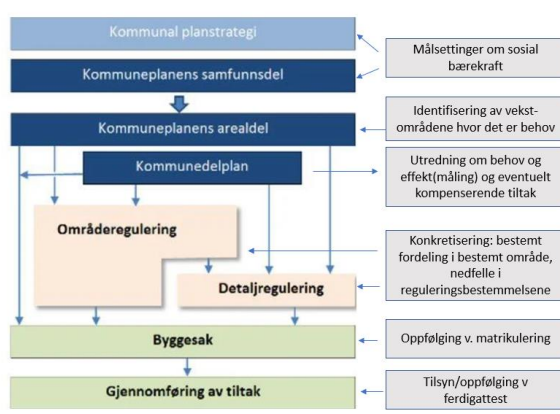 Kommunal planstrategi
Kommuneplanens samfunnsdel
Kommuneplanens arealdel
Kommunedelplan
Områderegulering
Detaljregulering
Byggesak
Gjennomføring av tiltak
Målsettinger om sosial
bærekraft
Identifisering av vekst-
områdene hvor det er behov
Utredning om behov og
effekt(måling) og eventuelt
kompenserende tiltak
Konkretisering: bestemt
fordeling i bestemt område,
nedfelle i
reguleringsbestemmelsene
Oppfølging v. matrikulering
Tilsyn/oppfølging v
ferdigattest